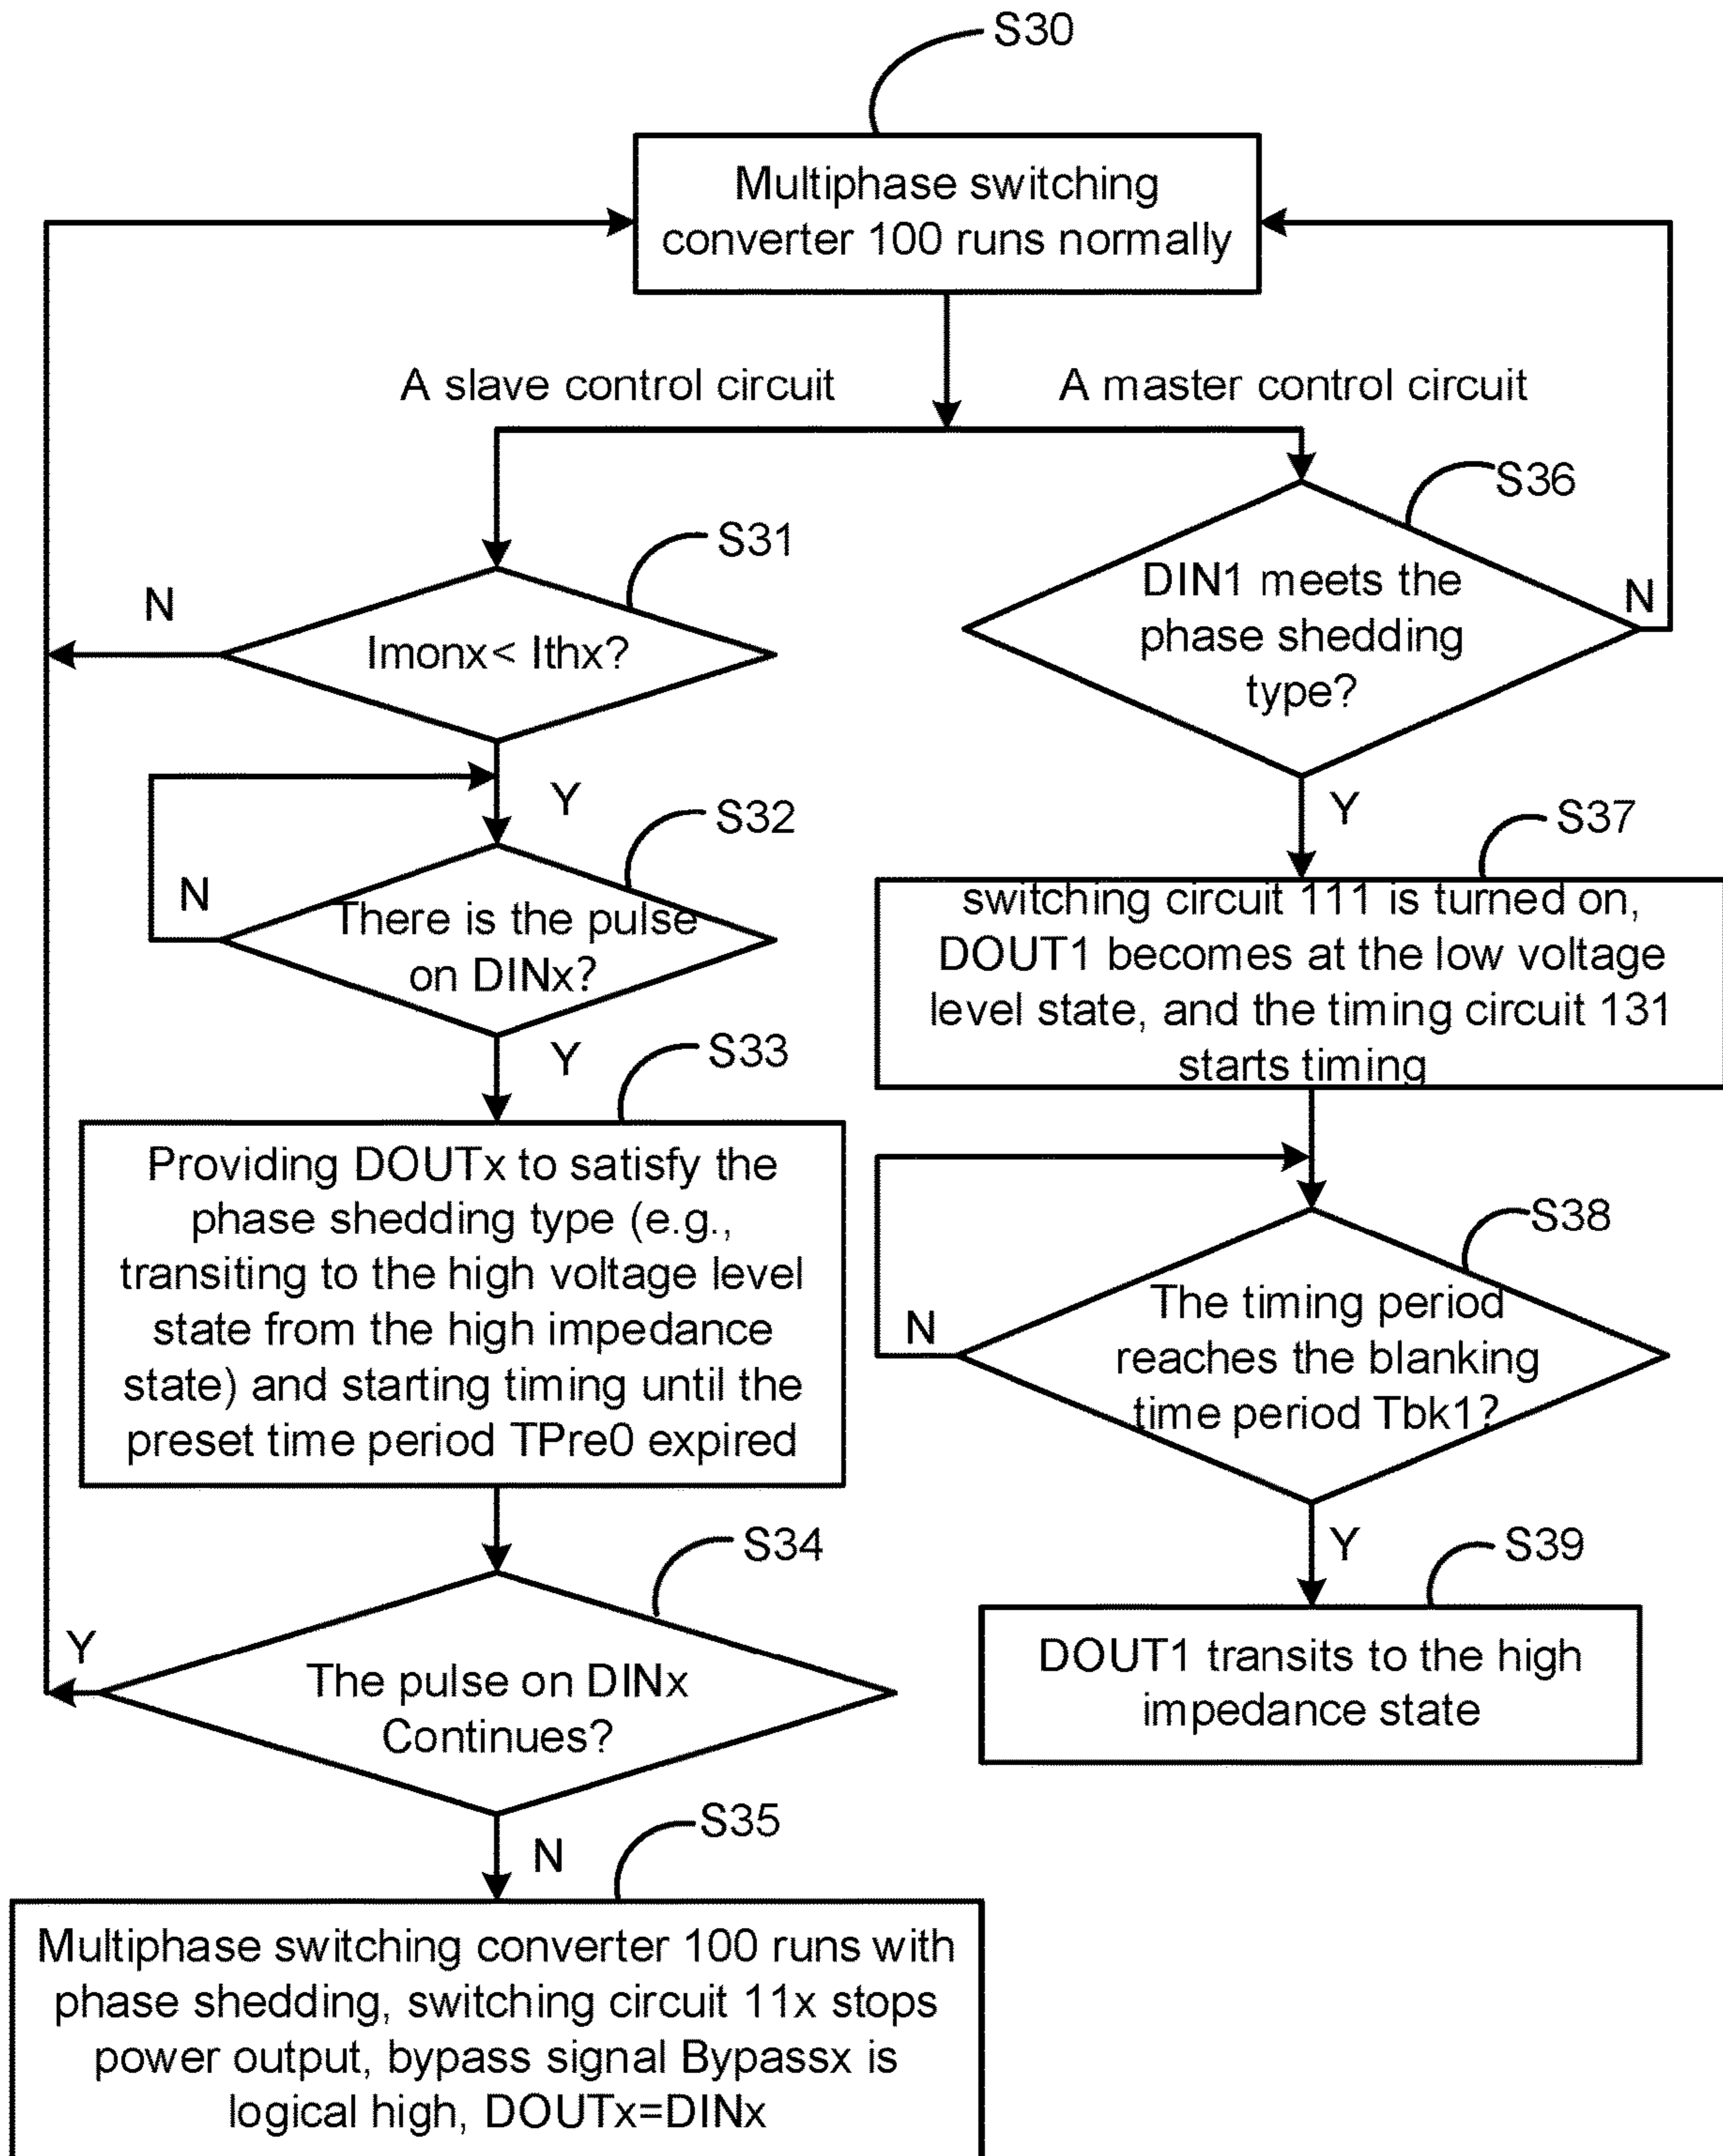 S30
Multiphase switching
converter 100 runs normally
A slave control circuit
A master control circuit
S31
N
Imonx< Ithx?
Y
S32
N
There is the pulse
on DINx?
Y
S33
Providing DOUTx to satisfy the
phase shedding type (e.g.,
transiting to the high voltage level
state from the high impedance
state) and starting timing until the
preset time period TPre0 expired
S34
Y
The pulse on DINx
Continues?
N
S35
Multiphase switching converter 100 runs with
phase shedding, switching circuit 11x stops
power output, bypass signal Bypassx is
logical high, DOUTx=DINx
S36
DIN1 meets the
phase shedding
type?
N
Y
S37
switching circuit 111 is turned on,
DOUT1 becomes at the low voltage
level state, and the timing circuit 131
starts timing
S38
The timing period
reaches the blanking
time period Tbk1?
N
Y
S39
DOUT1 transits to the high
impedance state